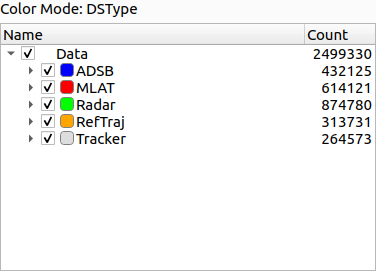 Color Mode: DSType
Name Count
Data 2499330
ADSB 432125
MLAT 614121
Radar 874780
RefTraj 313731
Tracker 264573